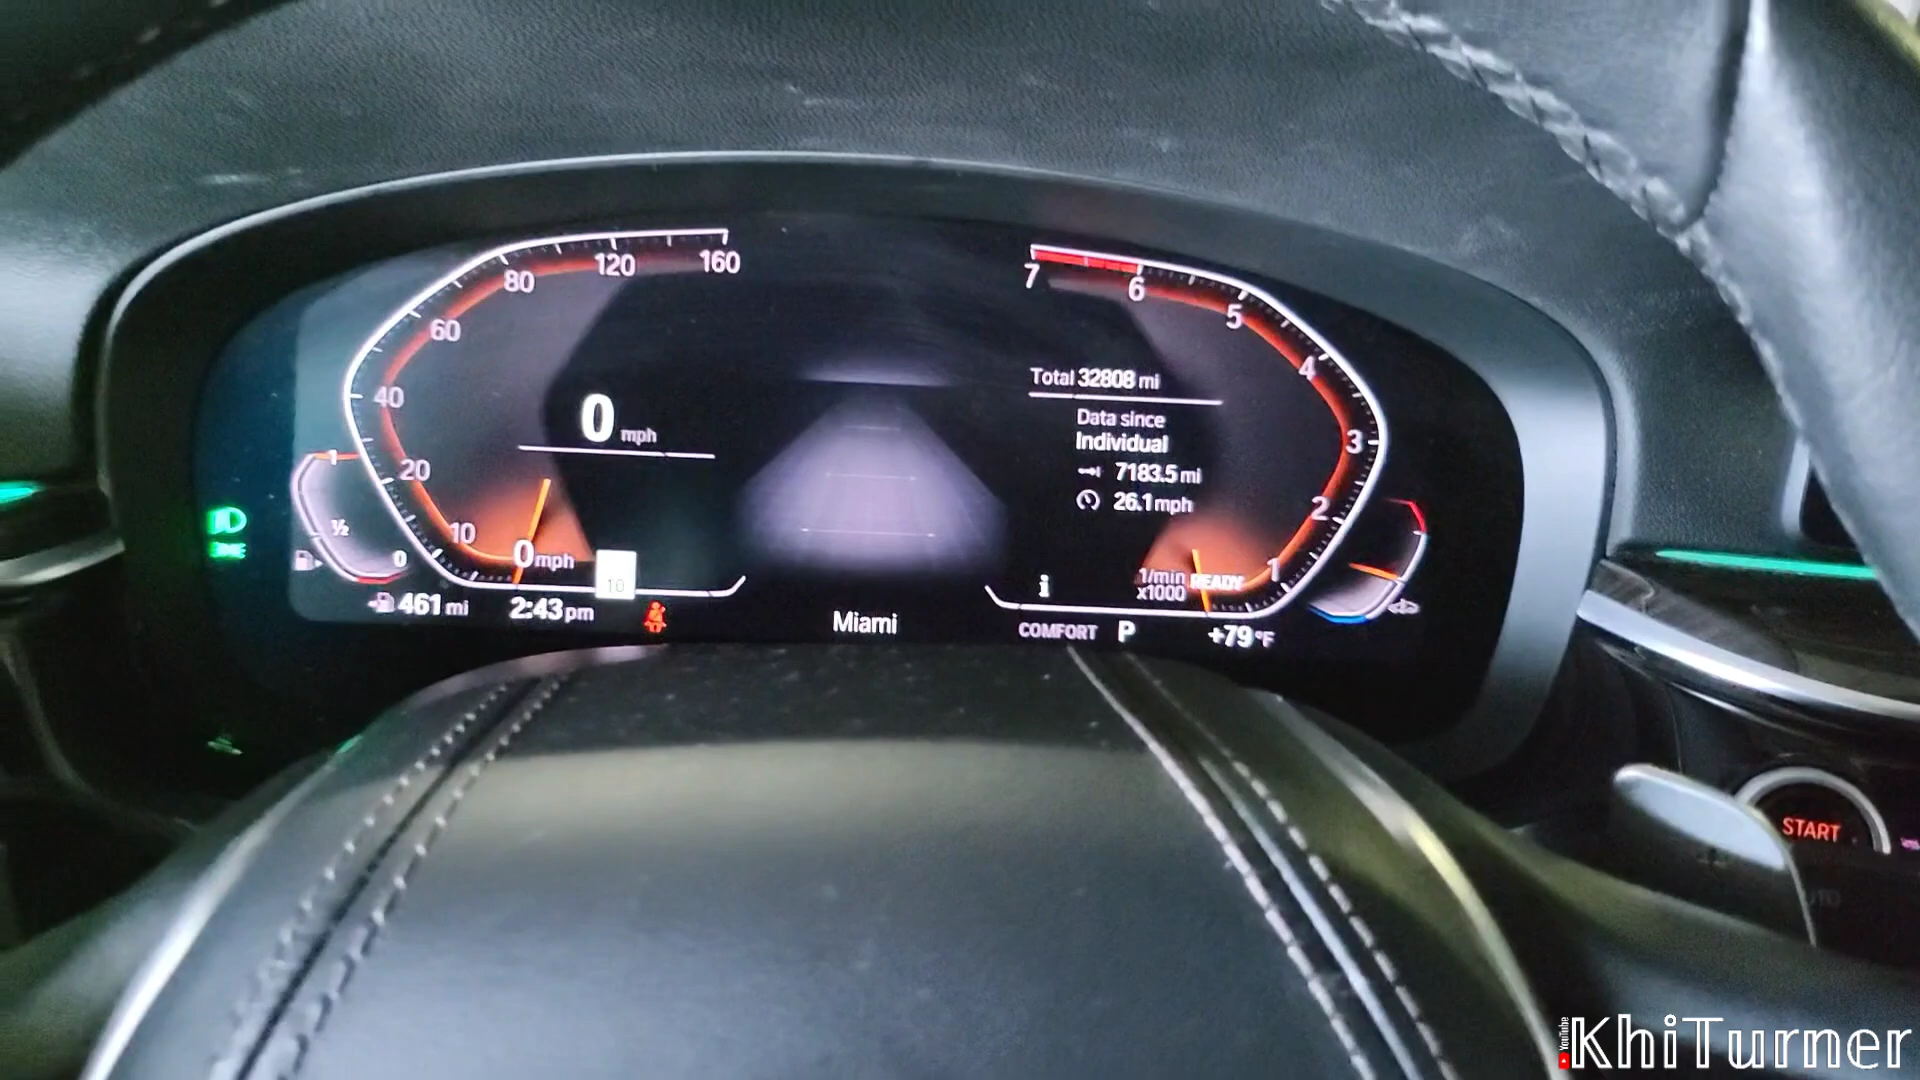 80
120
160
60
40
20
10
0 mph
0 mph
1
½
0
461 mi
2:43 pm
10
Miami
7
6
5
4
3
2
1
Total 32808 mi
Data since
Individual
7183.5 mi
26.1 mph
i
1/min
x1000
READY
COMFORT P
+79 °F
START
YouTube
KhiTurner